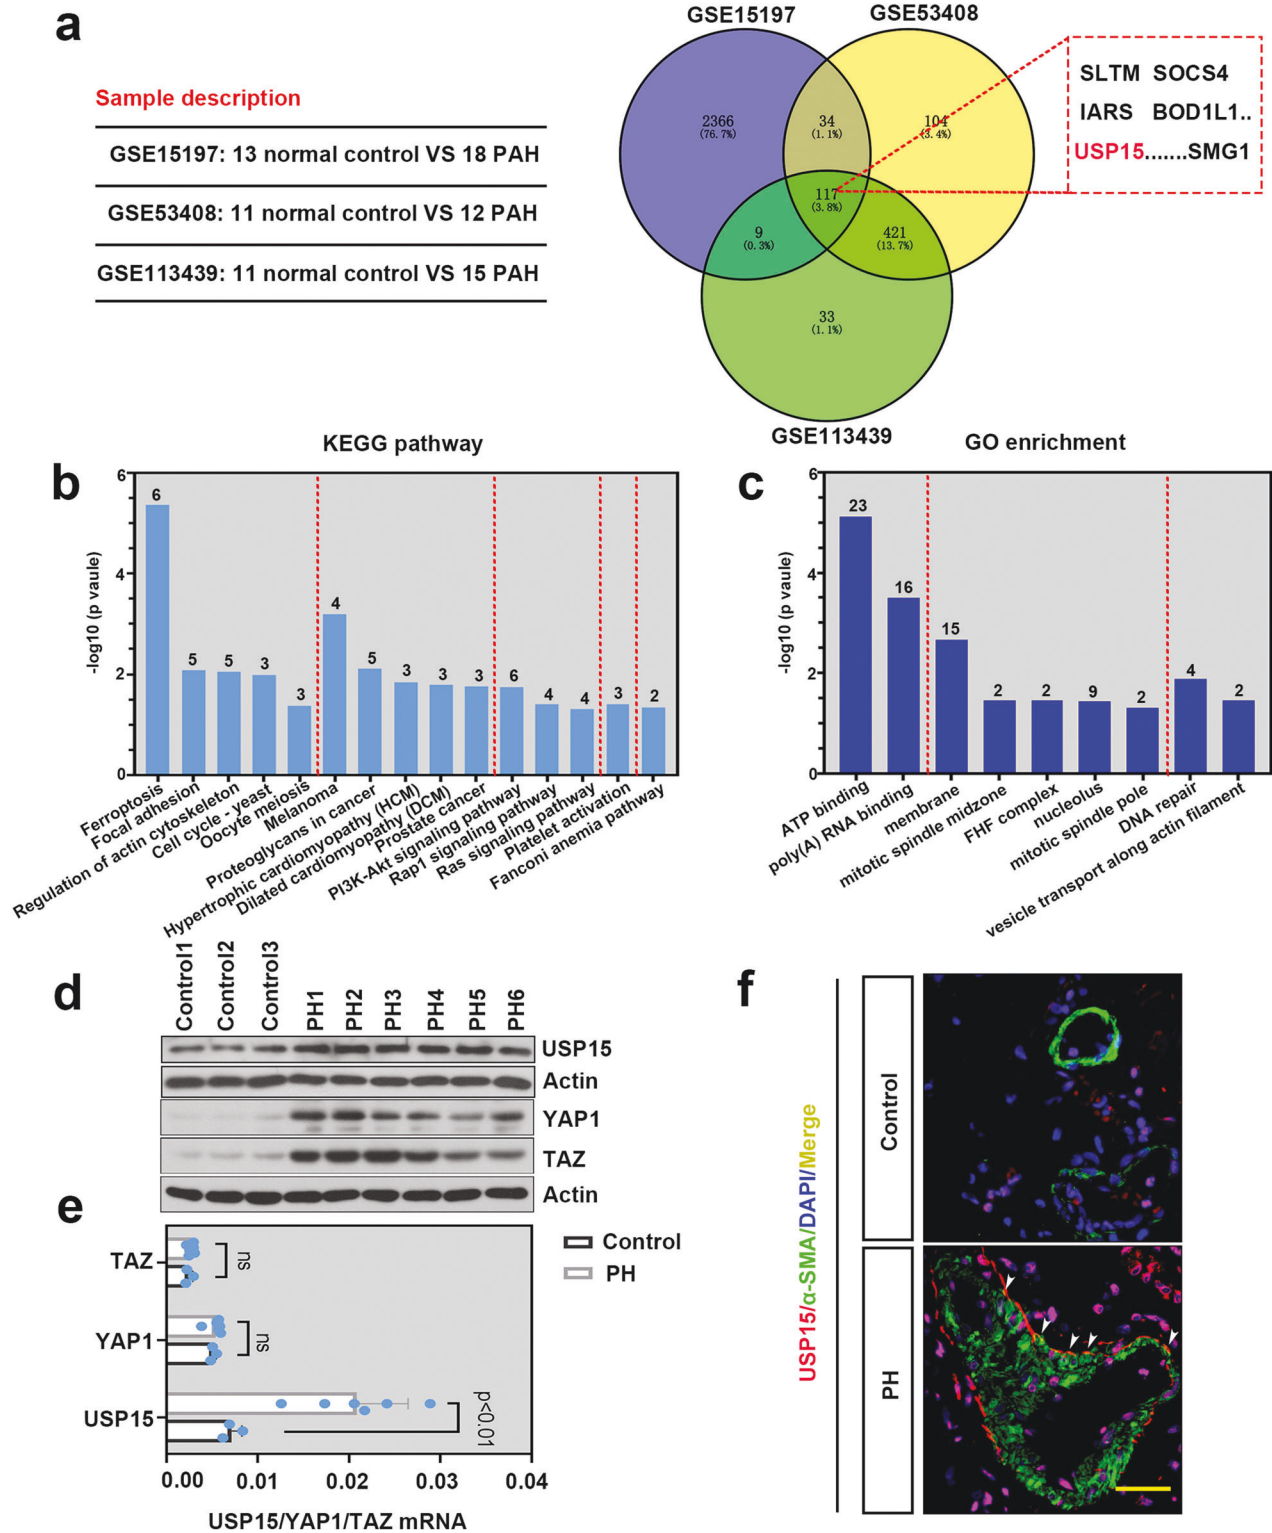 a
GSE15197
GSE53408
Sample description
GSE15197: 13 normal control VS 18 PAH
GSE53408: 11 normal control VS 12 PAH
GSE113439: 11 normal control VS 15 PAH
2366
(76.7%)
34
(1.1%)
104
(3.4%)
117
(3.8%)
9
(0.3%)
421
(13.7%)
33
(1.1%)
GSE113439
SLTM SOCS4
IARS BOD1L1..
USP15.......SMG1
b
KEGG pathway
-log10 (p vaule)
6
4
2
0
6
5
5
3
3
4
5
3
3
3
6
4
4
3
2
Ferroptosis
Focal adhesion
Regulation of actin cytoskeleton
Cell cycle - yeast
Oocyte meiosis
Melanoma
Proteoglycans in cancer
Hypertrophic cardiomyopathy (HCM)
Dilated cardiomyopathy (DCM)
Prostate cancer
PI3K-Akt signaling pathway
Rap1 signaling pathway
Ras signaling pathway
Platelet activation
Fanconi anemia pathway
c
GO enrichment
-log10 (p vaule)
6
4
2
0
23
16
15
2
2
9
2
4
2
ATP binding
poly(A) RNA binding
membrane
mitotic spindle midzone
FHF complex
nucleolus
mitotic spindle pole
DNA repair
vesicle transport along actin filament
d
Control1
Control2
Control3
PH1
PH2
PH3
PH4
PH5
PH6
USP15
Actin
YAP1
TAZ
Actin
e
TAZ
YAP1
USP15
ns
ns
p<0.01
Control
PH
0.00 0.01 0.02 0.03 0.04
USP15/YAP1/TAZ mRNA
f
USP15/α-SMA/DAPI/Merge
Control
PH